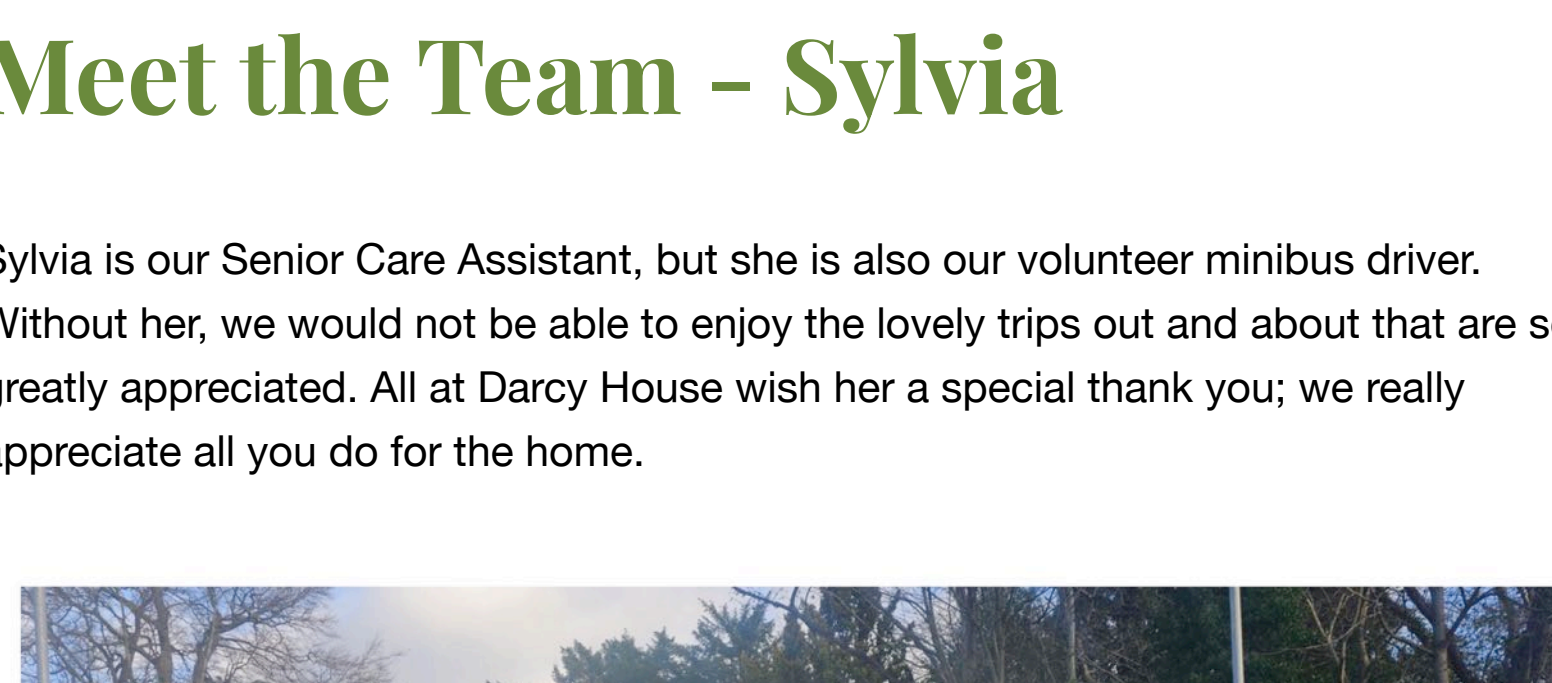 Meet the Team - Sylvia
Sylvia is our Senior Care Assistant, but she is also our volunteer minibus driver.
Without her, we would not be able to enjoy the lovely trips out and about that are so
greatly appreciated. All at Darcy House wish her a special thank you; we really
appreciate all you do for the home.